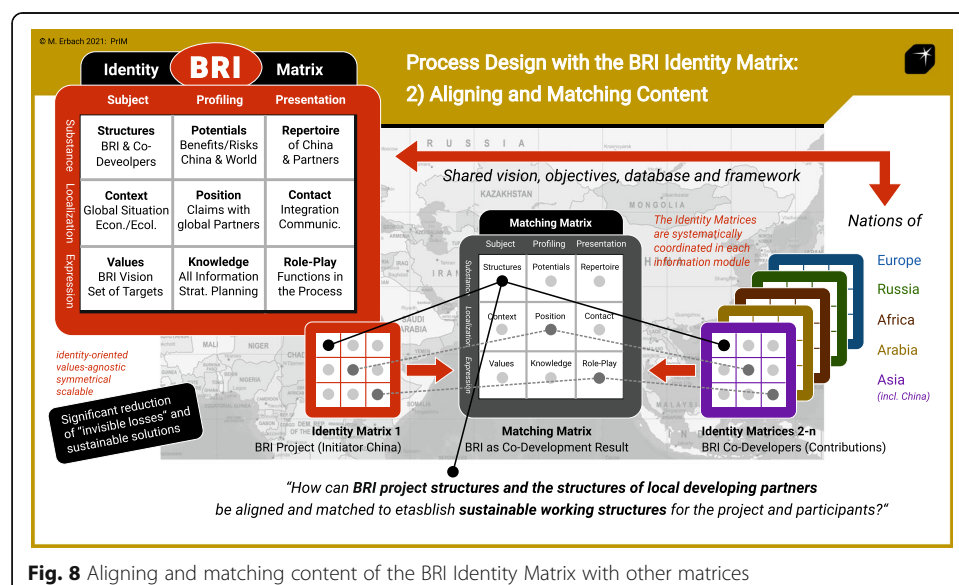 © M. Erbach 2021: PrIM
Identity BRI Matrix
Process Design with the BRI Identity Matrix:
2) Aligning and Matching Content
Subject Profiling Presentation
Substance
Structures
BRI & Co-
Deveolpers
Potentials
Benefits/Risks
China & World
Repertoire
of China
& Partners
Localization
Context
Global Situation
Econ./Ecol.
Position
Claims with
global Partners
Contact
Integration
Communic.
Expression
Values
BRI Vision
Set of Targets
Knowledge
All Information
Strat. Planning
Role-Play
Functions in
the Process
RUSSIA
KAZAKHSTAN
MONGOLIA
IRAN
SAUDI
ARABIA
MALI
NIGER
SOMALIA
MALAYSIA
Shared vision, objectives, database and framework
Matching Matrix
Subject Profiling Presentation
Substance
Structures Potentials Repertoire
Localization
Context Position Contact
Expression
Values Knowledge Role-Play
The Identity Matrices
are systematically
coordinated in each
information module
Nations of
Europe
Russia
Africa
Arabia
Asia
(incl. China)
identity-oriented
values-agnostic
symmetrical
scalable
Significant reduction
of “invisible losses“ and
sustainable solutions
Identity Matrix 1
BRI Project (Initiator China)
Matching Matrix
BRI as Co-Development Result
Identity Matrices 2-n
BRI Co-Developers (Contributions)
“How can BRI project structures and the structures of local developing partners
be aligned and matched to etasblish sustainable working structures for the project and participants?“
Fig. 8 Aligning and matching content of the BRI Identity Matrix with other matrices